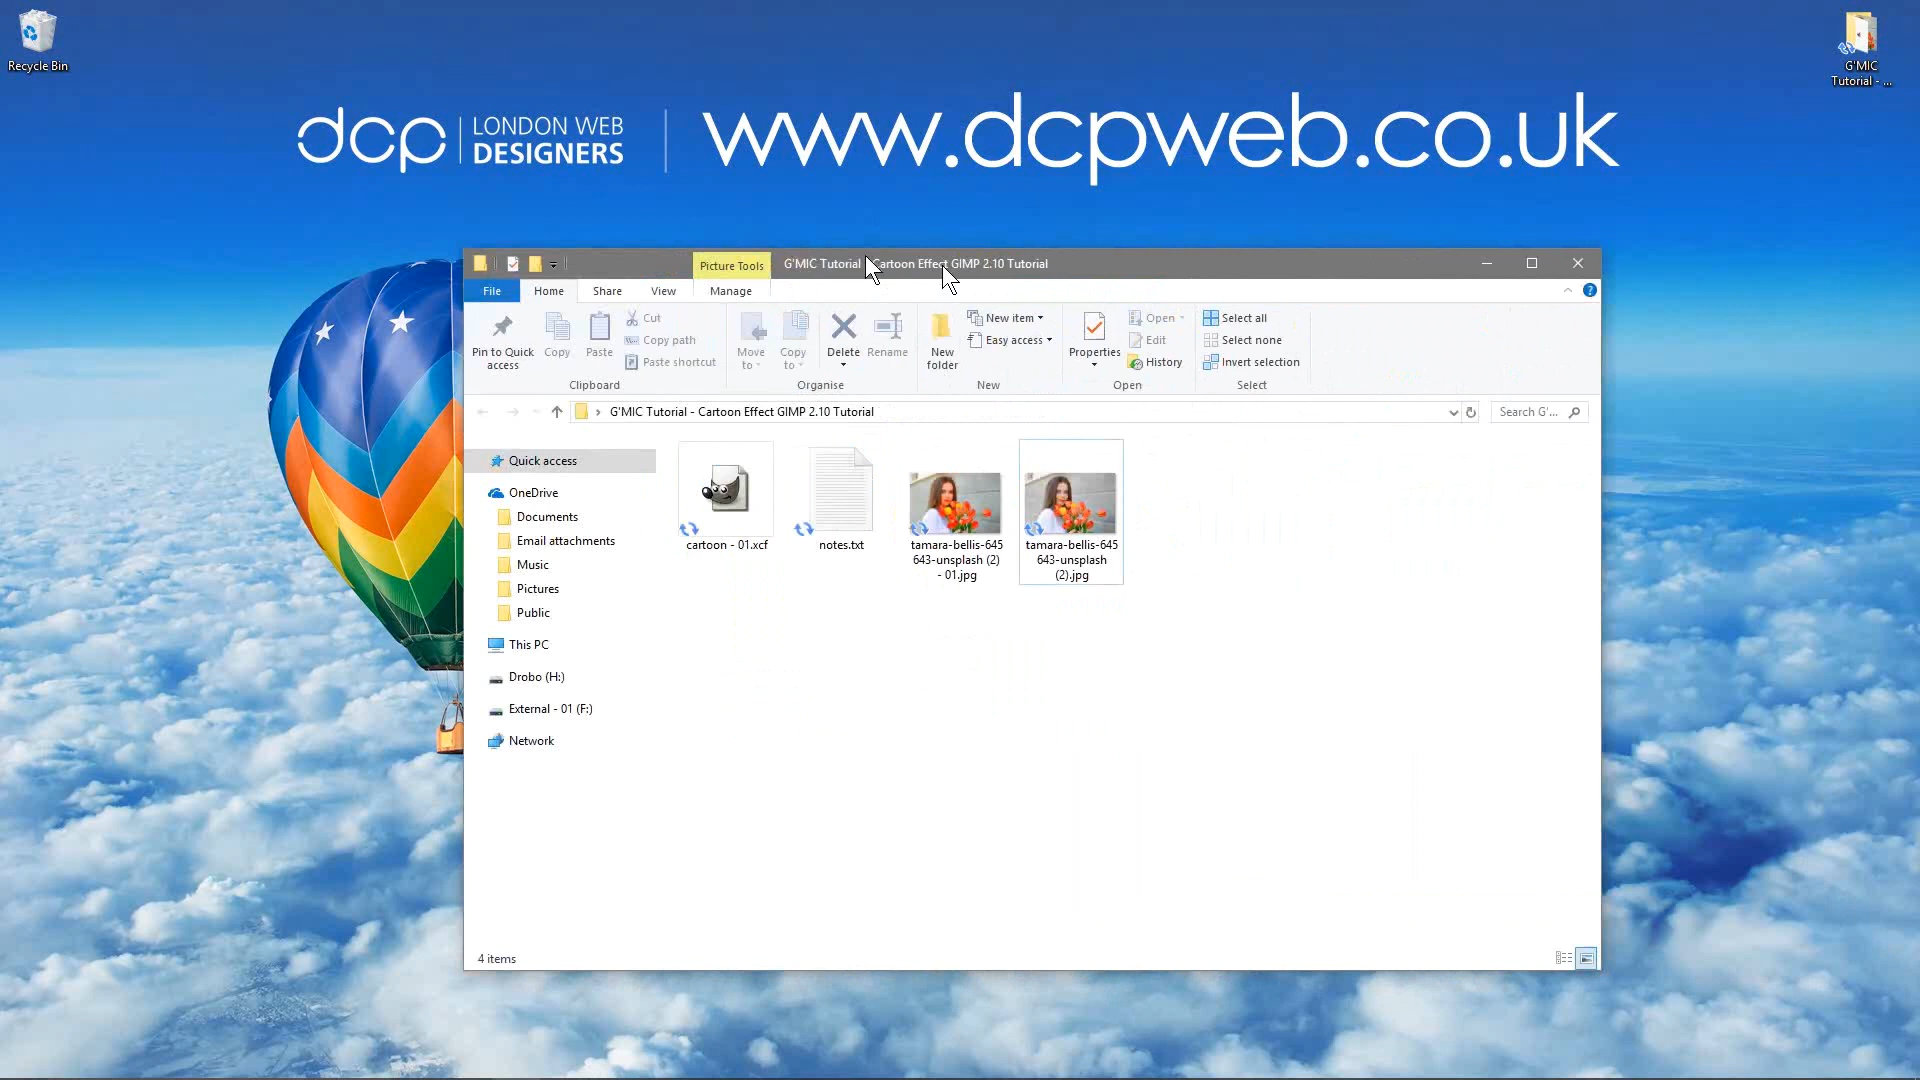 Recycle Bin
G'MIC
Tutorial - ...
dcp LONDON WEB
DESIGNERS
www.dcpweb.co.uk
Picture Tools
G'MIC Tutorial - Cartoon Effect GIMP 2.10 Tutorial
File Home Share View Manage
Pin to Quick
access
Copy
Paste
Cut
Copy path
Paste shortcut
Clipboard
Move
to
Copy
to
Delete
Rename
Organise
New
folder
New item
Easy access
New
Properties
Open
Edit
History
Open
Select all
Select none
Invert selection
Select
G'MIC Tutorial - Cartoon Effect GIMP 2.10 Tutorial
Search G'...
Quick access
OneDrive
Documents
Email attachments
Music
Pictures
Public
This PC
Drobo (H:)
External - 01 (F:)
Network
cartoon - 01.xcf
notes.txt
tamara-bellis-645
643-unsplash (2)
- 01.jpg
tamara-bellis-645
643-unsplash
(2).jpg
4 items